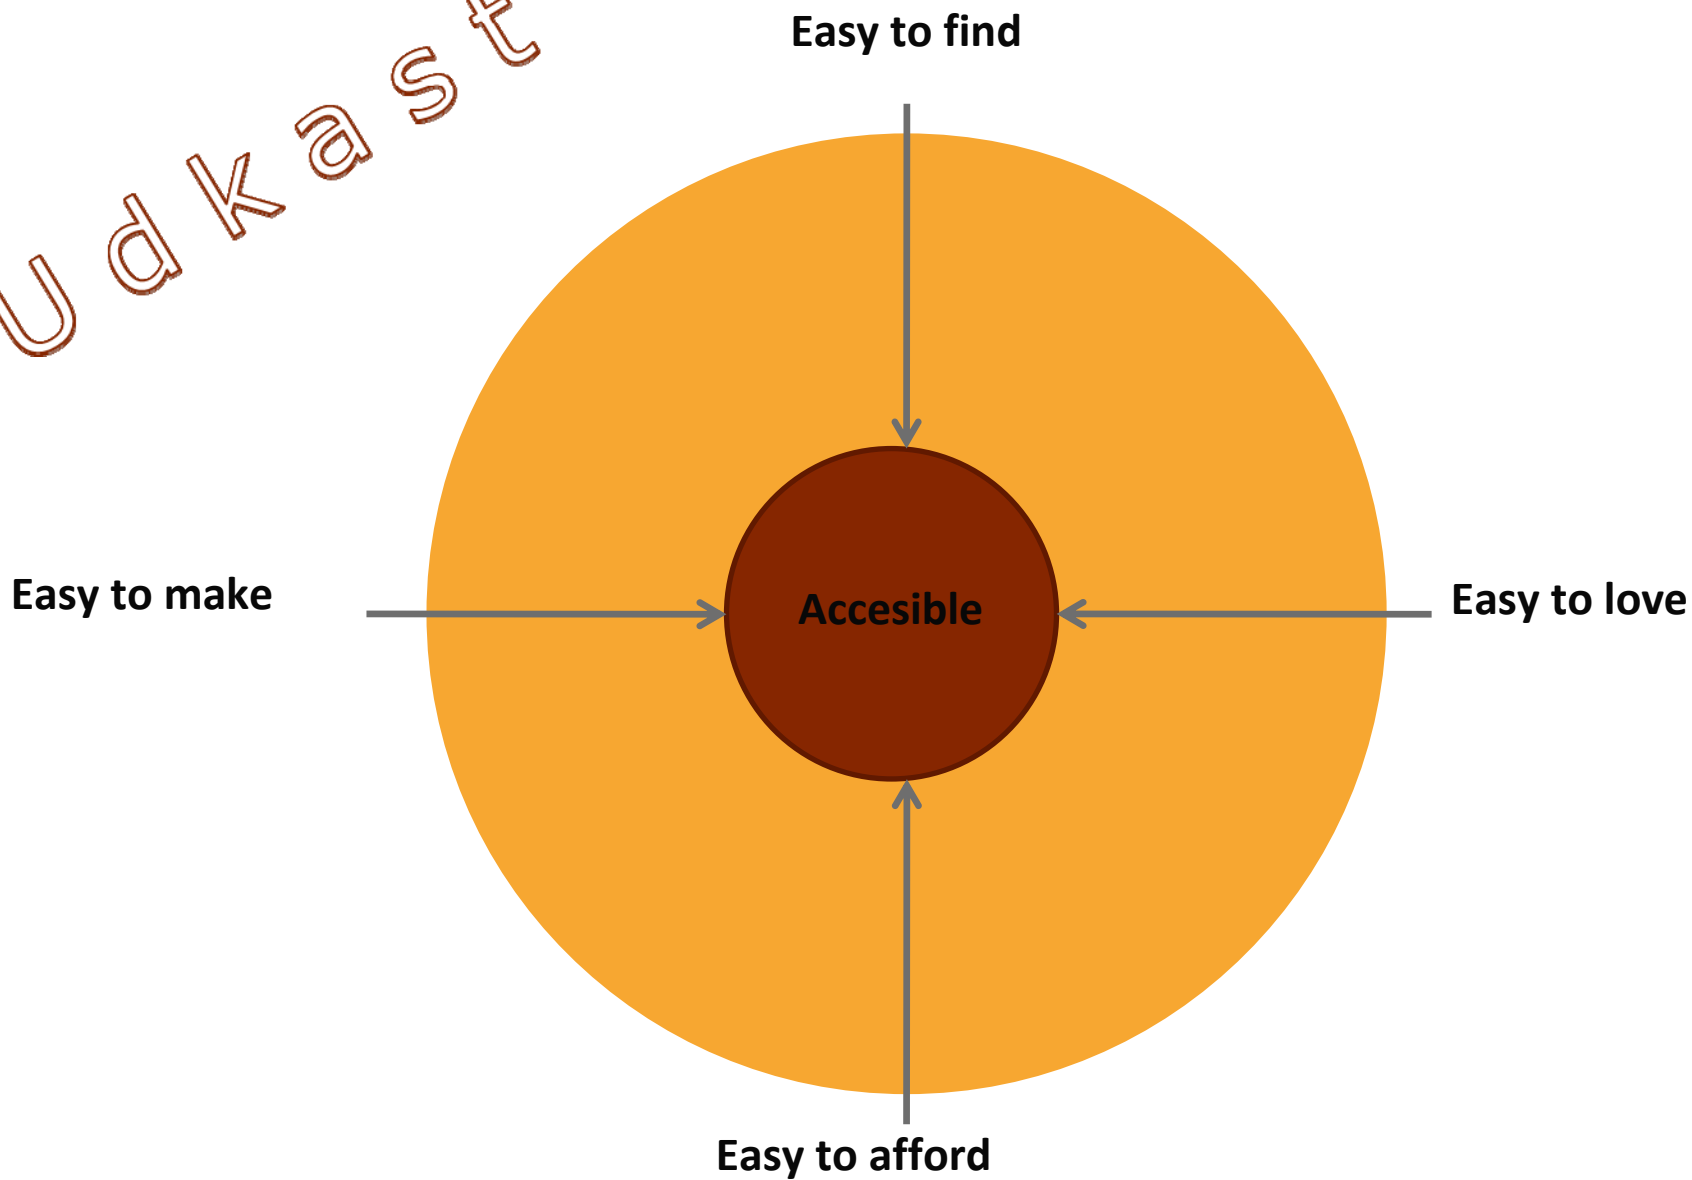 Udkast
Easy to find
Easy to make
Accesible
Easy to love
Easy to afford